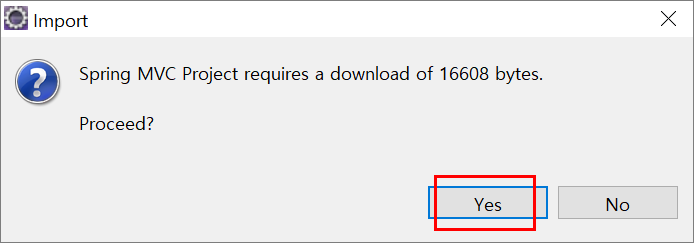 Import
Spring MVC Project requires a download of 16608 bytes.
Proceed?
Yes No